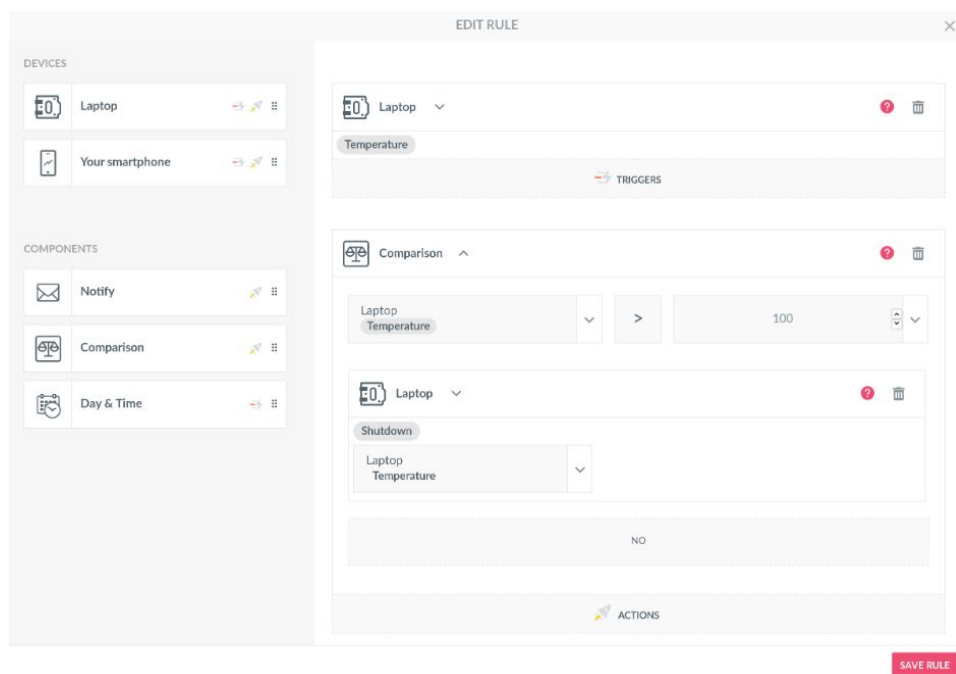 EDIT RULE
DEVICES
Laptop
Your smartphone
COMPONENTS
Notify
Comparison
Day & Time
Laptop
?
Temperature
TRIGGERS
Comparison
?
Laptop
Temperature
>
100
Laptop
?
Shutdown
Laptop
Temperature
NO
ACTIONS
SAVE RULE